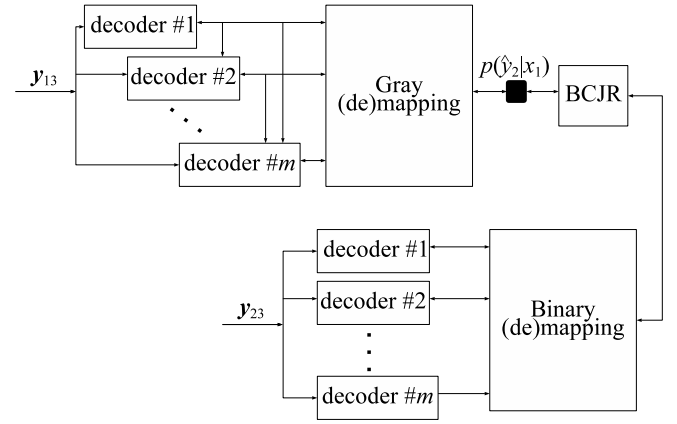 decoder #1
y13
decoder #2
decoder #m
Gray
(de)mapping
p(ŷ2|x1)
BCJR
y23
decoder #1
decoder #2
decoder #m
Binary
(de)mapping